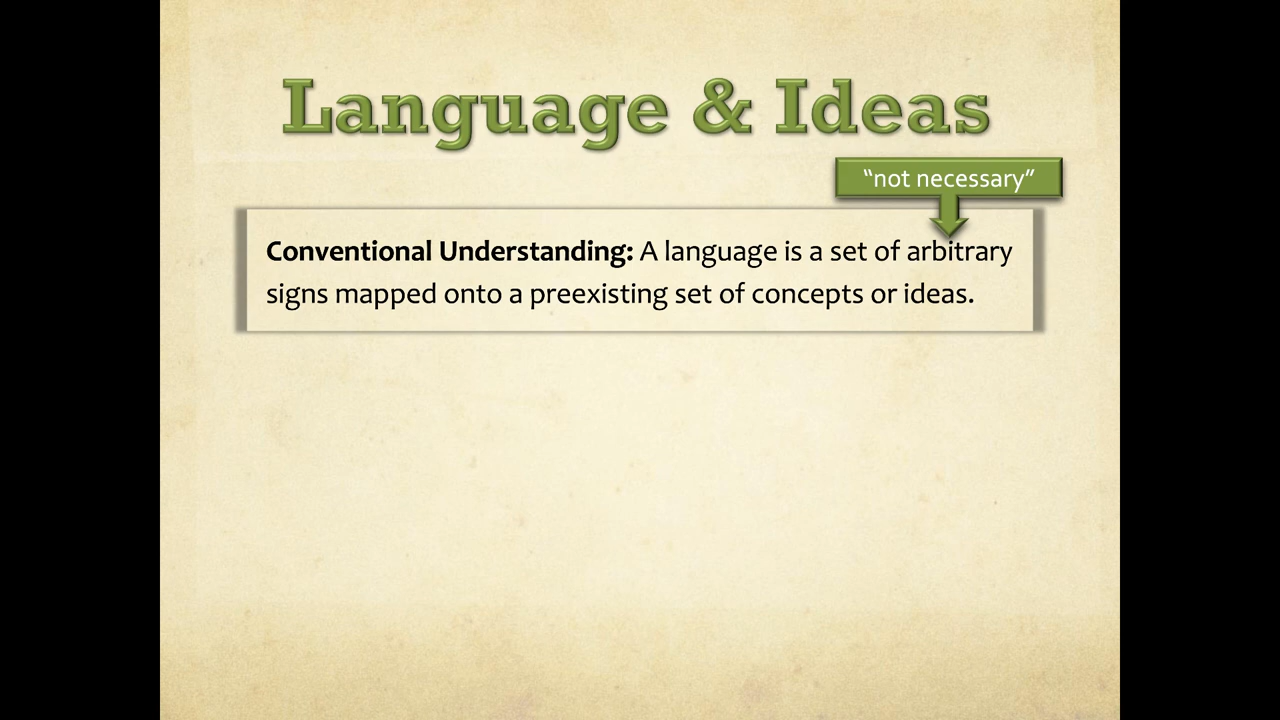 Language & Ideas
“not necessary”
Conventional Understanding: A language is a set of arbitrary
signs mapped onto a preexisting set of concepts or ideas.